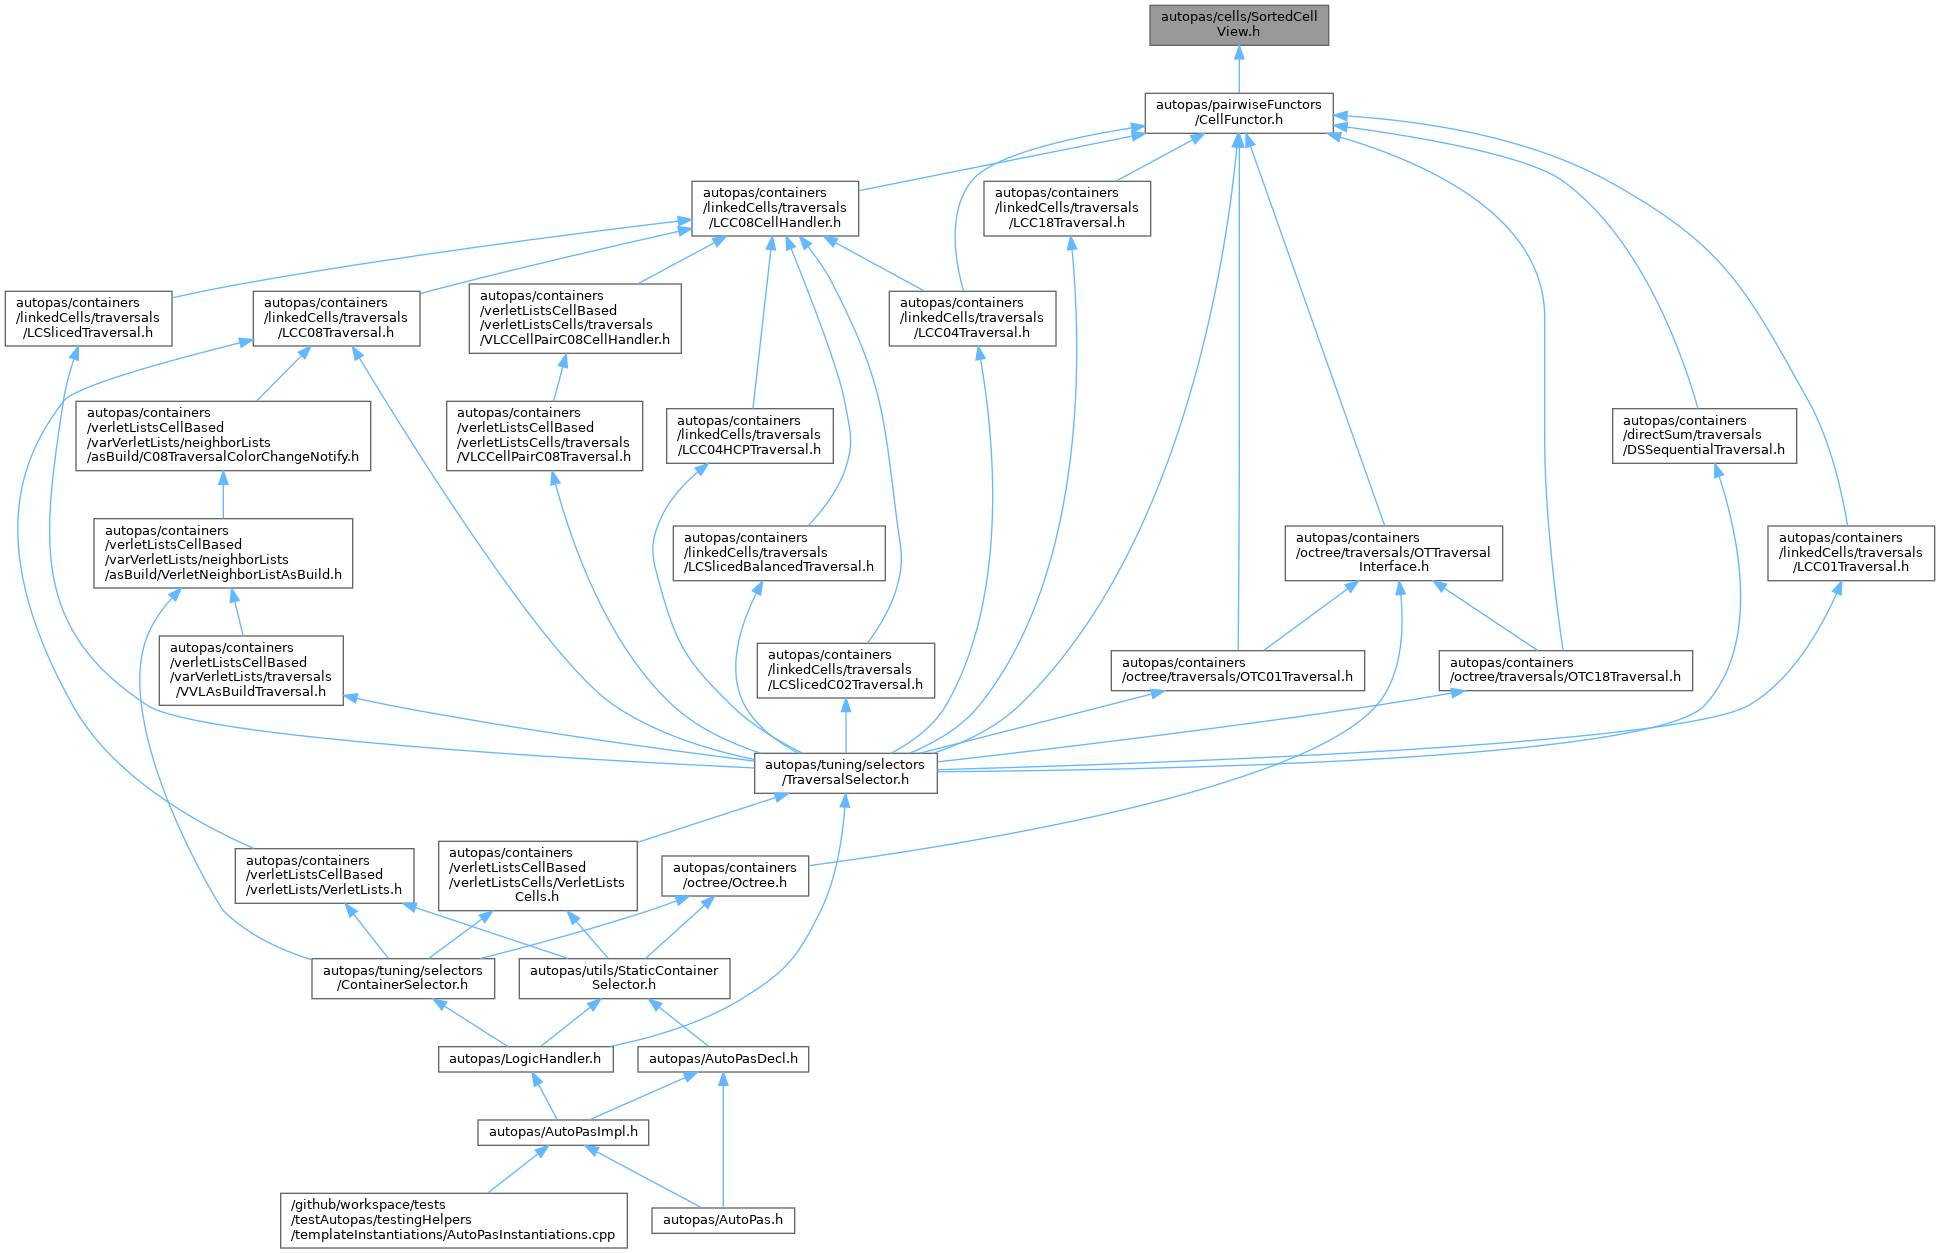 autopas/cells/SortedCell
View.h
autopas/pairwiseFunctors
/CellFunctor.h
autopas/containers
/linkedCells/traversals
/LCC08CellHandler.h
autopas/containers
/linkedCells/traversals
/LCC18Traversal.h
autopas/containers
/linkedCells/traversals
/LCSlicedTraversal.h
autopas/containers
/linkedCells/traversals
/LCC08Traversal.h
autopas/containers
/verletListsCellBased
/verletListsCells/traversals
/VLCCellPairC08CellHandler.h
autopas/containers
/linkedCells/traversals
/LCC04Traversal.h
autopas/containers
/verletListsCellBased
/varVerletLists/neighborLists
/asBuild/C08TraversalColorChangeNotify.h
autopas/containers
/verletListsCellBased
/verletListsCells/traversals
/VLCCellPairC08Traversal.h
autopas/containers
/linkedCells/traversals
/LCC04HCPTraversal.h
autopas/containers
/directSum/traversals
/DSSequentialTraversal.h
autopas/containers
/verletListsCellBased
/varVerletLists/neighborLists
/asBuild/VerletNeighborListAsBuild.h
autopas/containers
/linkedCells/traversals
/LCSlicedBalancedTraversal.h
autopas/containers
/octree/traversals/OTTraversal
Interface.h
autopas/containers
/linkedCells/traversals
/LCC01Traversal.h
autopas/containers
/verletListsCellBased
/varVerletLists/traversals
/VVLAsBuildTraversal.h
autopas/containers
/linkedCells/traversals
/LCSlicedC02Traversal.h
autopas/containers
/octree/traversals/OTC01Traversal.h
autopas/containers
/octree/traversals/OTC18Traversal.h
autopas/tuning/selectors
/TraversalSelector.h
autopas/containers
/verletListsCellBased
/verletLists/VerletLists.h
autopas/containers
/verletListsCellBased
/verletListsCells/VerletLists
Cells.h
autopas/containers
/octree/Octree.h
autopas/tuning/selectors
/ContainerSelector.h
autopas/utils/StaticContainer
Selector.h
autopas/LogicHandler.h
autopas/AutoPasDecl.h
autopas/AutoPasImpl.h
/github/workspace/tests
/testAutopas/testingHelpers
/templateInstantiations/AutoPasInstantiations.cpp
autopas/AutoPas.h